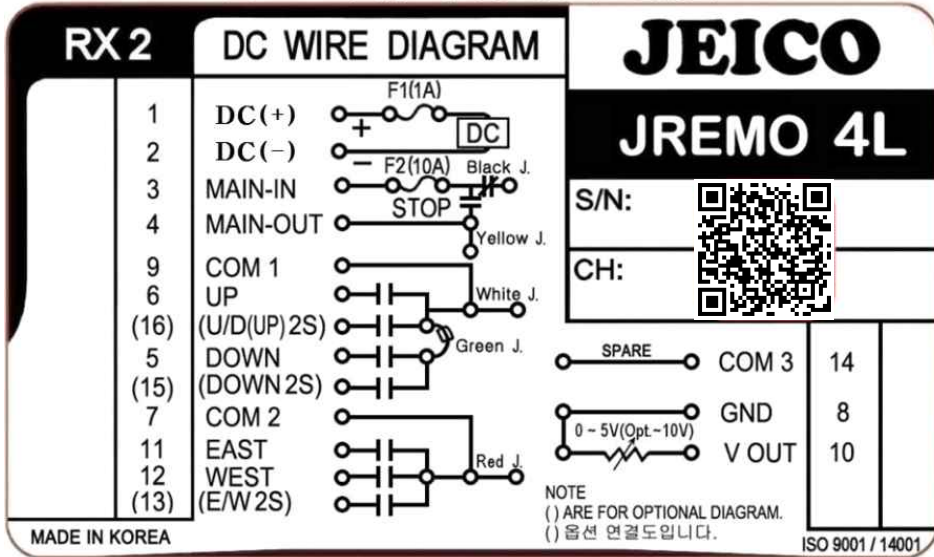 RX 2
DC WIRE DIAGRAM
JEICO
JREMO 4L
S/N:
CH:
F1(1A)
1 DC(+) +
DC
2 DC(−) −
F2(10A) Black J.
3 MAIN-IN
STOP
4 MAIN-OUT
Yellow J.
9 COM 1
6 UP
White J.
(16) (U/D(UP)2S)
Green J.
5 DOWN
(15) (DOWN 2S)
7 COM 2
11 EAST
Red J.
12 WEST
(13) (E/W 2S)
SPARE COM 3 14
GND 8
0 ~ 5V(Opt.~10V)
V OUT 10
NOTE
( ) ARE FOR OPTIONAL DIAGRAM.
( ) 옵션 연결도입니다.
MADE IN KOREA
ISO 9001 / 14001